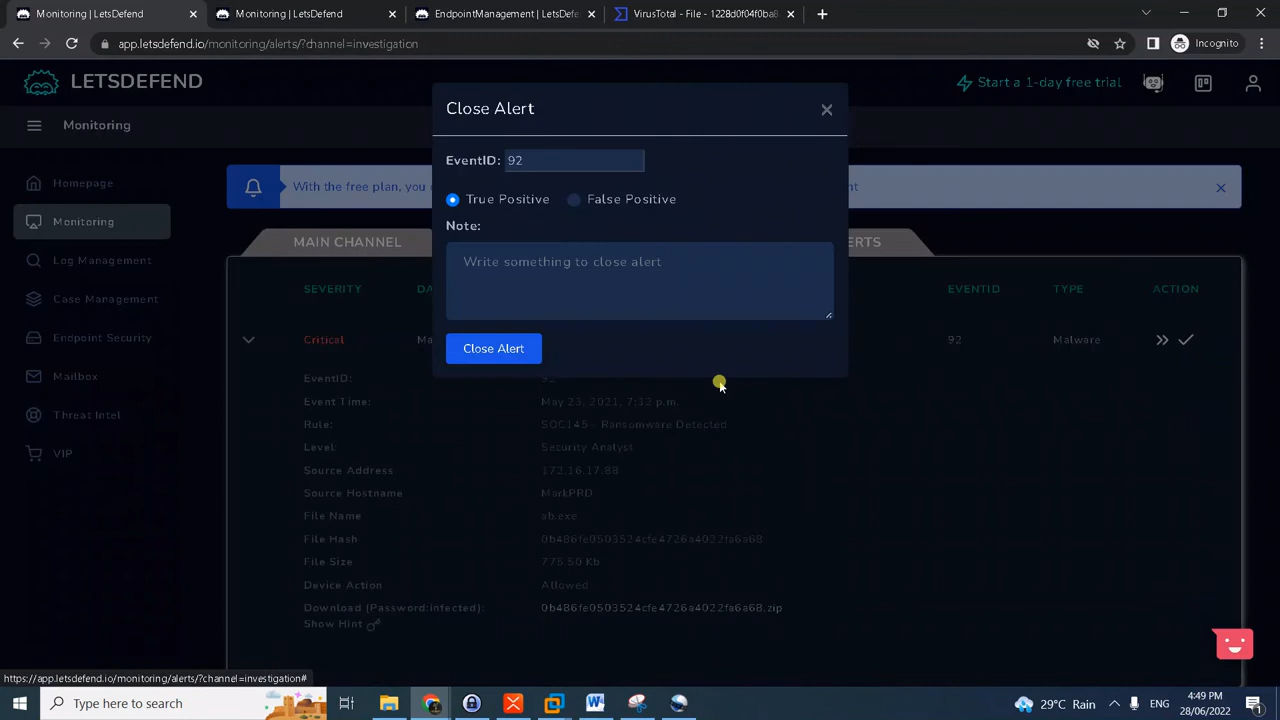 Monitoring | LetsDefend
Monitoring | LetsDefend
EndpointManagement | LetsDefe
VirusTotal - File - 1228d0f04f0ba8
app.letsdefend.io/monitoring/alerts/?channel=investigation
Incognito
LETSDEFEND
Start a 1-day free trial
Monitoring
Close Alert
EventID: 92
True Positive
False Positive
Note:
Write something to close alert
Close Alert
Homepage
Monitoring
Log Management
Case Management
Endpoint Security
Mailbox
Threat Intel
VIP
With the free plan, you
MAIN CHANNEL
ERTS
SEVERITY
DA
EVENTID
TYPE
ACTION
Critical
Ma
92
Malware
EventID:
92
Event Time:
May 23, 2021, 7:32 p.m.
Rule:
SOC145 - Ransomware Detected
Level:
Security Analyst
Source Address
172.16.17.88
Source Hostname
MarkPRD
File Name
ab.exe
File Hash
0b486fe0503524cfe4726a4022fa6a68
File Size
775.50 Kb
Device Action
Allowed
Download (Password:infected):
0b486fe0503524cfe4726a4022fa6a68.zip
Show Hint
https://app.letsdefend.io/monitoring/alerts/?channel=investigation#
Type here to search
29°C Rain
ENG
4:49 PM
28/06/2022